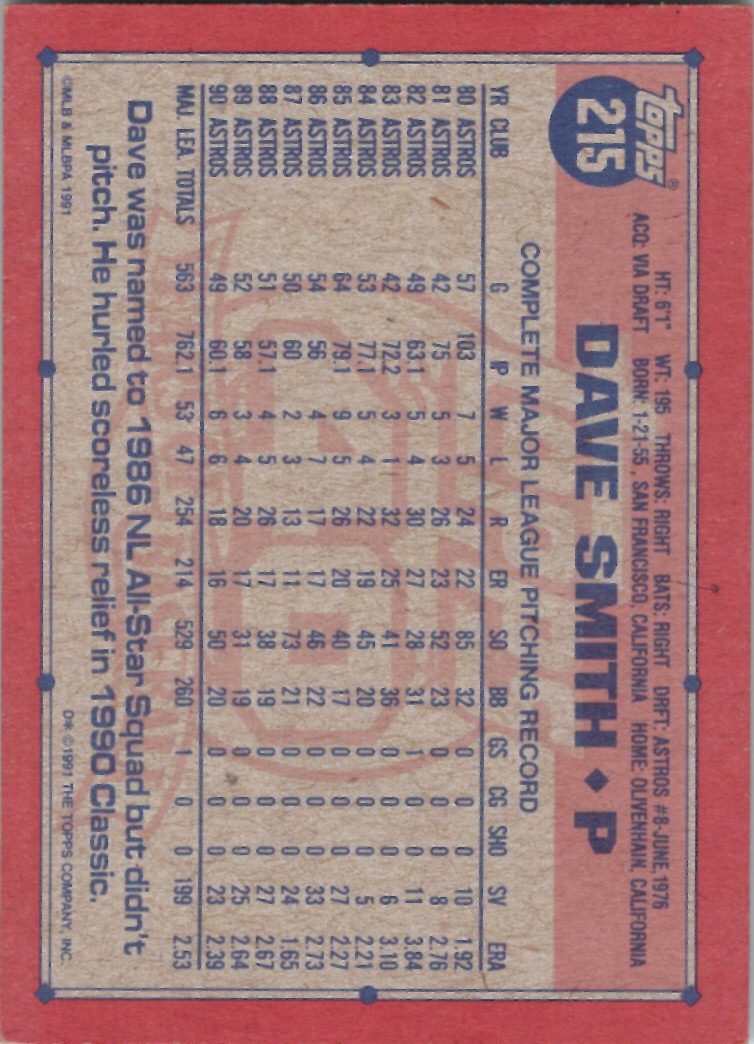 TOPPS®
215
HT: 6'1" WT: 195 THROWS: RIGHT BATS: RIGHT DRFT: ASTROS #8-JUNE, 1976
ACQ: VIA DRAFT BORN: 1-21-55, SAN FRANCISCO, CALIFORNIA HOME: OLIVENHAIN, CALIFORNIA
DAVE SMITH ♦ P
COMPLETE MAJOR LEAGUE PITCHING RECORD
YR CLUB G IP W L R ER SO BB GS CG SHO SV ERA
80 ASTROS 57 103 7 5 24 22 85 32 0 0 0 10 1.92
81 ASTROS 42 75 5 3 26 23 52 23 0 0 0 8 2.76
82 ASTROS 49 63.1 5 4 30 27 28 31 1 0 0 11 3.84
83 ASTROS 42 72.2 3 1 32 25 41 36 0 0 0 6 3.10
84 ASTROS 53 77.1 5 4 22 19 45 20 0 0 0 5 2.21
85 ASTROS 64 79.1 9 5 26 20 40 17 0 0 0 27 2.27
86 ASTROS 54 56 4 7 17 17 46 22 0 0 0 33 2.73
87 ASTROS 50 60 2 3 13 11 73 21 0 0 0 24 1.65
88 ASTROS 51 57.1 4 5 26 17 38 19 0 0 0 27 2.67
89 ASTROS 52 58 3 4 20 17 31 19 0 0 0 25 2.64
90 ASTROS 49 60.1 6 6 18 16 50 20 0 0 0 23 2.39
MAJ. LEA. TOTALS 563 762.1 53 47 254 214 529 260 1 0 0 199 2.53
Dave was named to 1986 NL All-Star Squad but didn't
pitch. He hurled scoreless relief in 1990 Classic.
©MLB & MLBPA 1991
D* ©1991 THE TOPPS COMPANY, INC.